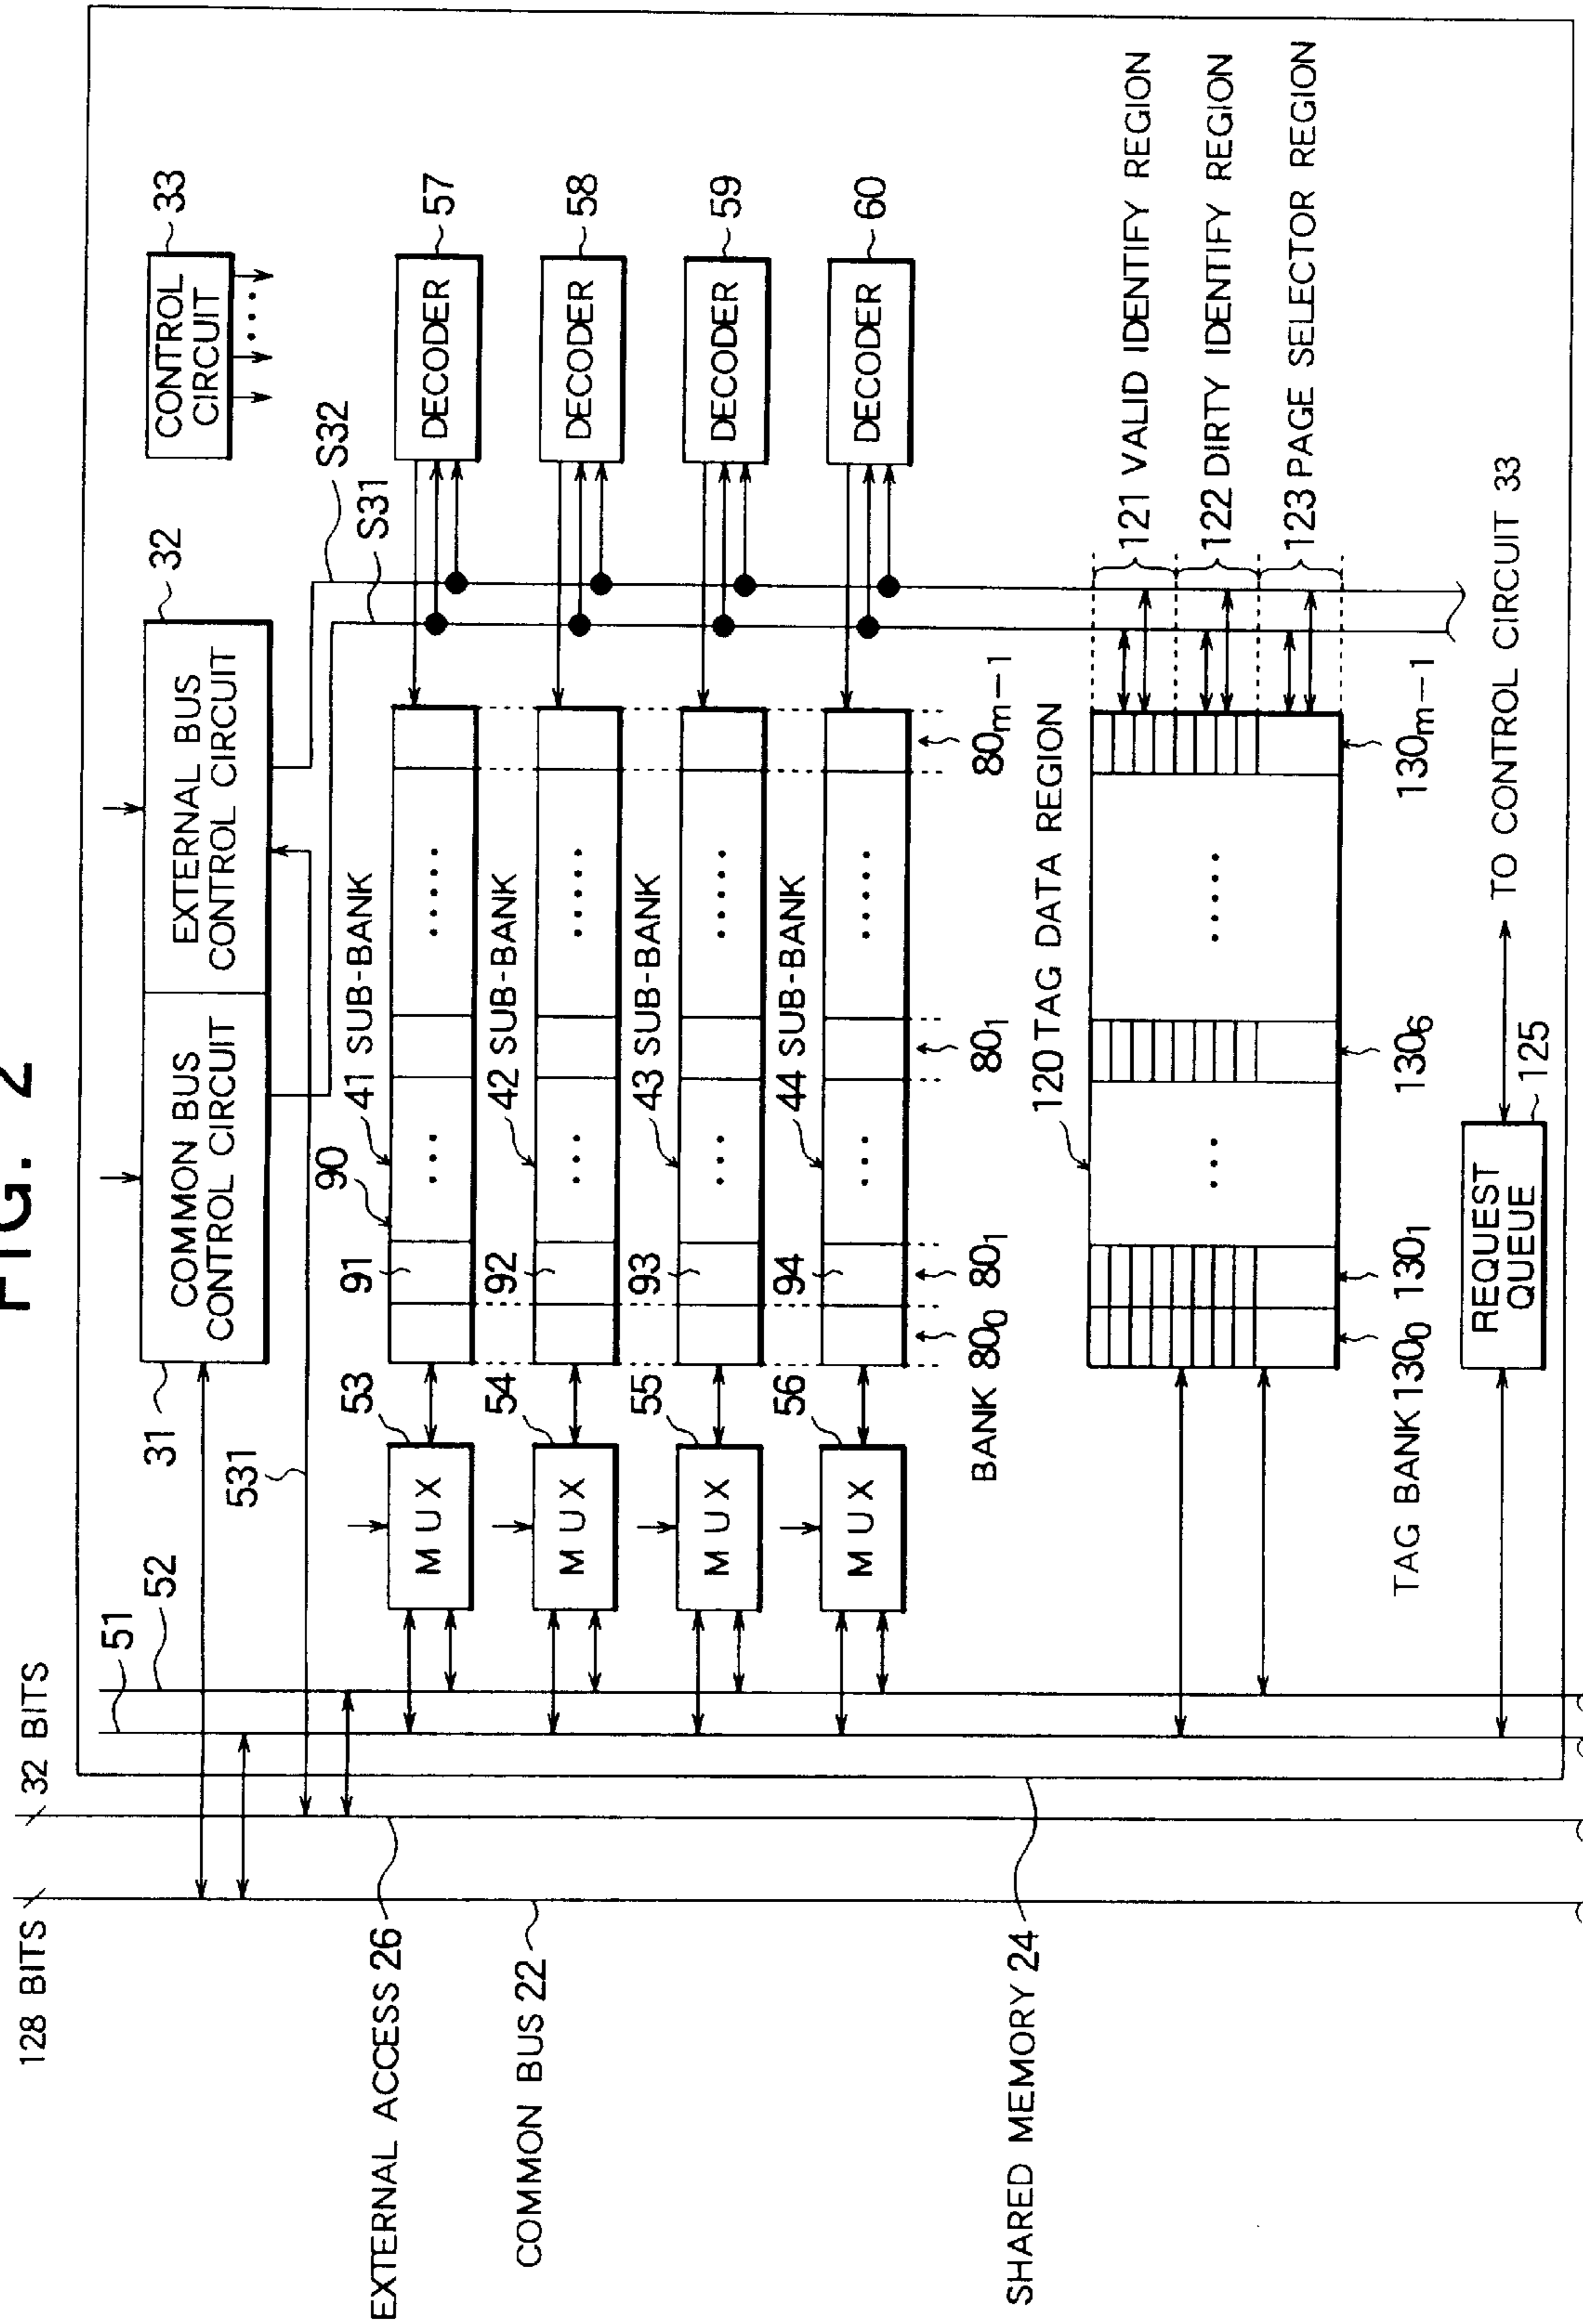 FIG. 2
128 BITS
32 BITS
51
52
531
31
COMMON BUS
CONTROL CIRCUIT
EXTERNAL BUS
CONTROL CIRCUIT
32
S32
S31
CONTROL
CIRCUIT
33
EXTERNAL ACCESS 26
COMMON BUS 22
SHARED MEMORY 24
MUX
53
90
91
41 SUB-BANK
DECODER
57
MUX
54
92
42 SUB-BANK
DECODER
58
MUX
55
93
43 SUB-BANK
DECODER
59
MUX
56
94
44 SUB-BANK
DECODER
60
BANK 80₀
80₁
80₁
80m−1
120 TAG DATA REGION
121 VALID IDENTIFY REGION
122 DIRTY IDENTIFY REGION
123 PAGE SELECTOR REGION
TAG BANK 130₀
130₁
130₆
130m−1
REQUEST
QUEUE
125
TO CONTROL CIRCUIT 33